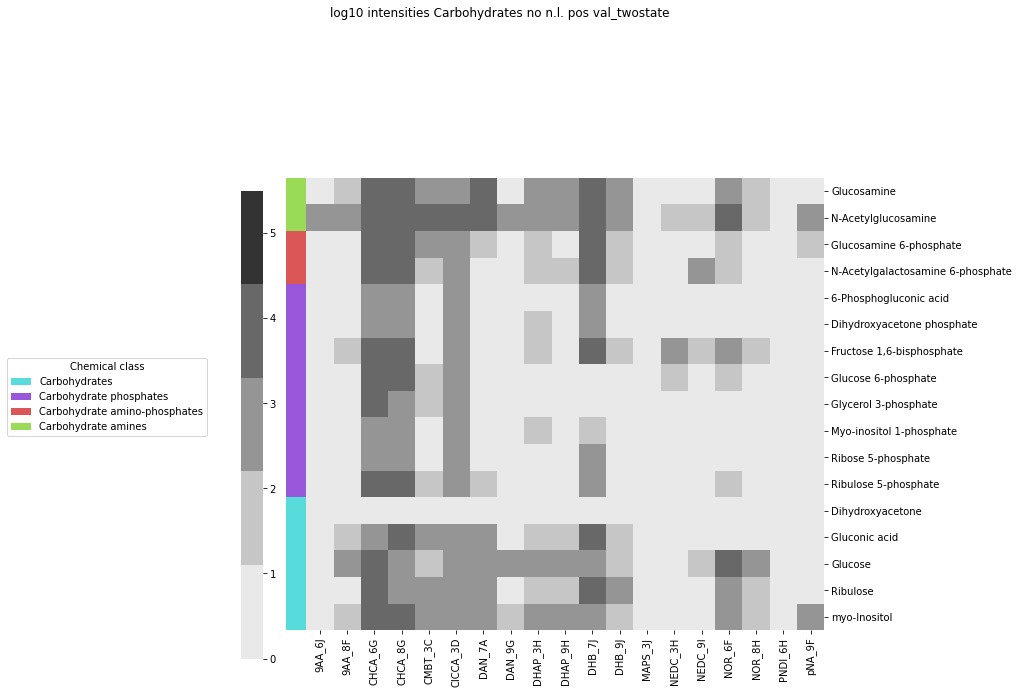 log10 intensities Carbohydrates no n.l. pos val_twostate
Glucosamine
N-Acetylglucosamine
Glucosamine 6-phosphate
N-Acetylgalactosamine 6-phosphate
6-Phosphogluconic acid
Dihydroxyacetone phosphate
Fructose 1,6-bisphosphate
Glucose 6-phosphate
Glycerol 3-phosphate
Myo-inositol 1-phosphate
Ribose 5-phosphate
Ribulose 5-phosphate
Dihydroxyacetone
Gluconic acid
Glucose
Ribulose
myo-Inositol
5
4
3
2
1
0
Chemical class
Carbohydrates
Carbohydrate phosphates
Carbohydrate amino-phosphates
Carbohydrate amines
9AA_6J
9AA_8F
CHCA_6G
CHCA_8G
CMBT_3C
ClCCA_3D
DAN_7A
DAN_9G
DHAP_3H
DHAP_9H
DHB_7J
DHB_9J
MAPS_3J
NEDC_3H
NEDC_9I
NOR_6F
NOR_8H
PNDI_6H
pNA_9F